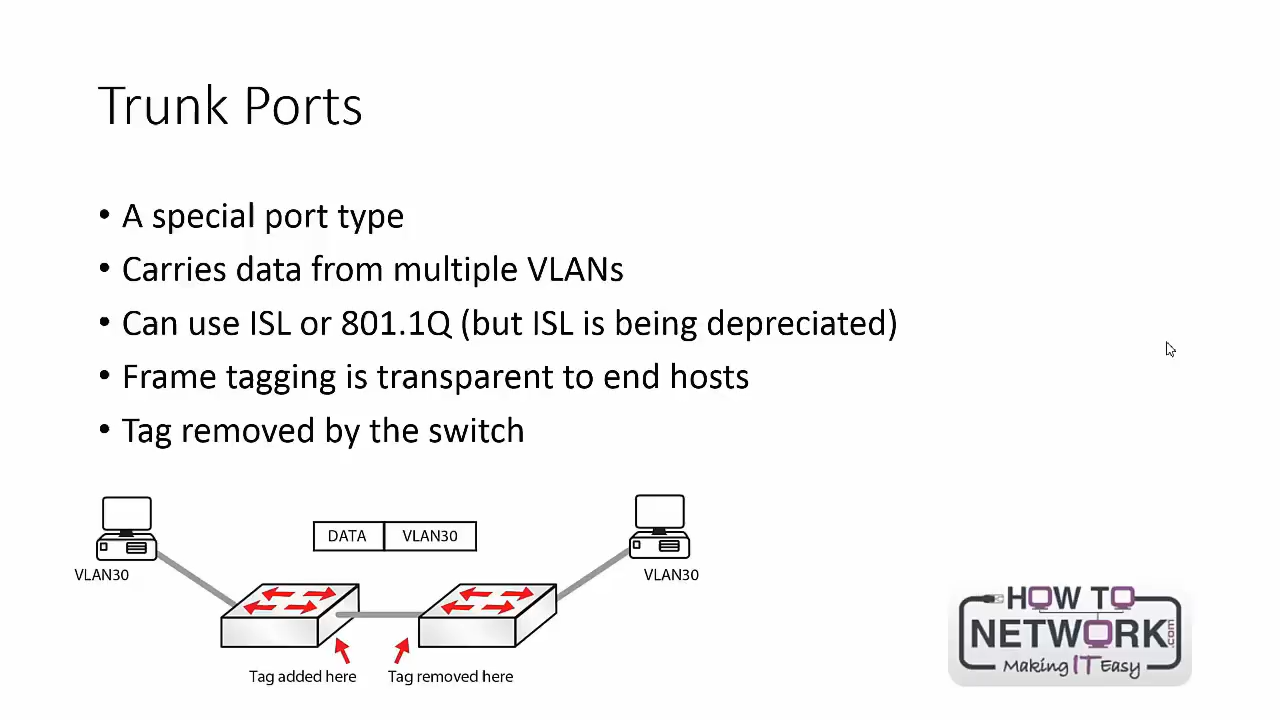 Trunk Ports
• A special port type
• Carries data from multiple VLANs
• Can use ISL or 801.1Q (but ISL is being depreciated)
• Frame tagging is transparent to end hosts
• Tag removed by the switch
DATA VLAN30
VLAN30
VLAN30
Tag added here
Tag removed here
HOW TO
NETWORK.com
Making IT Easy